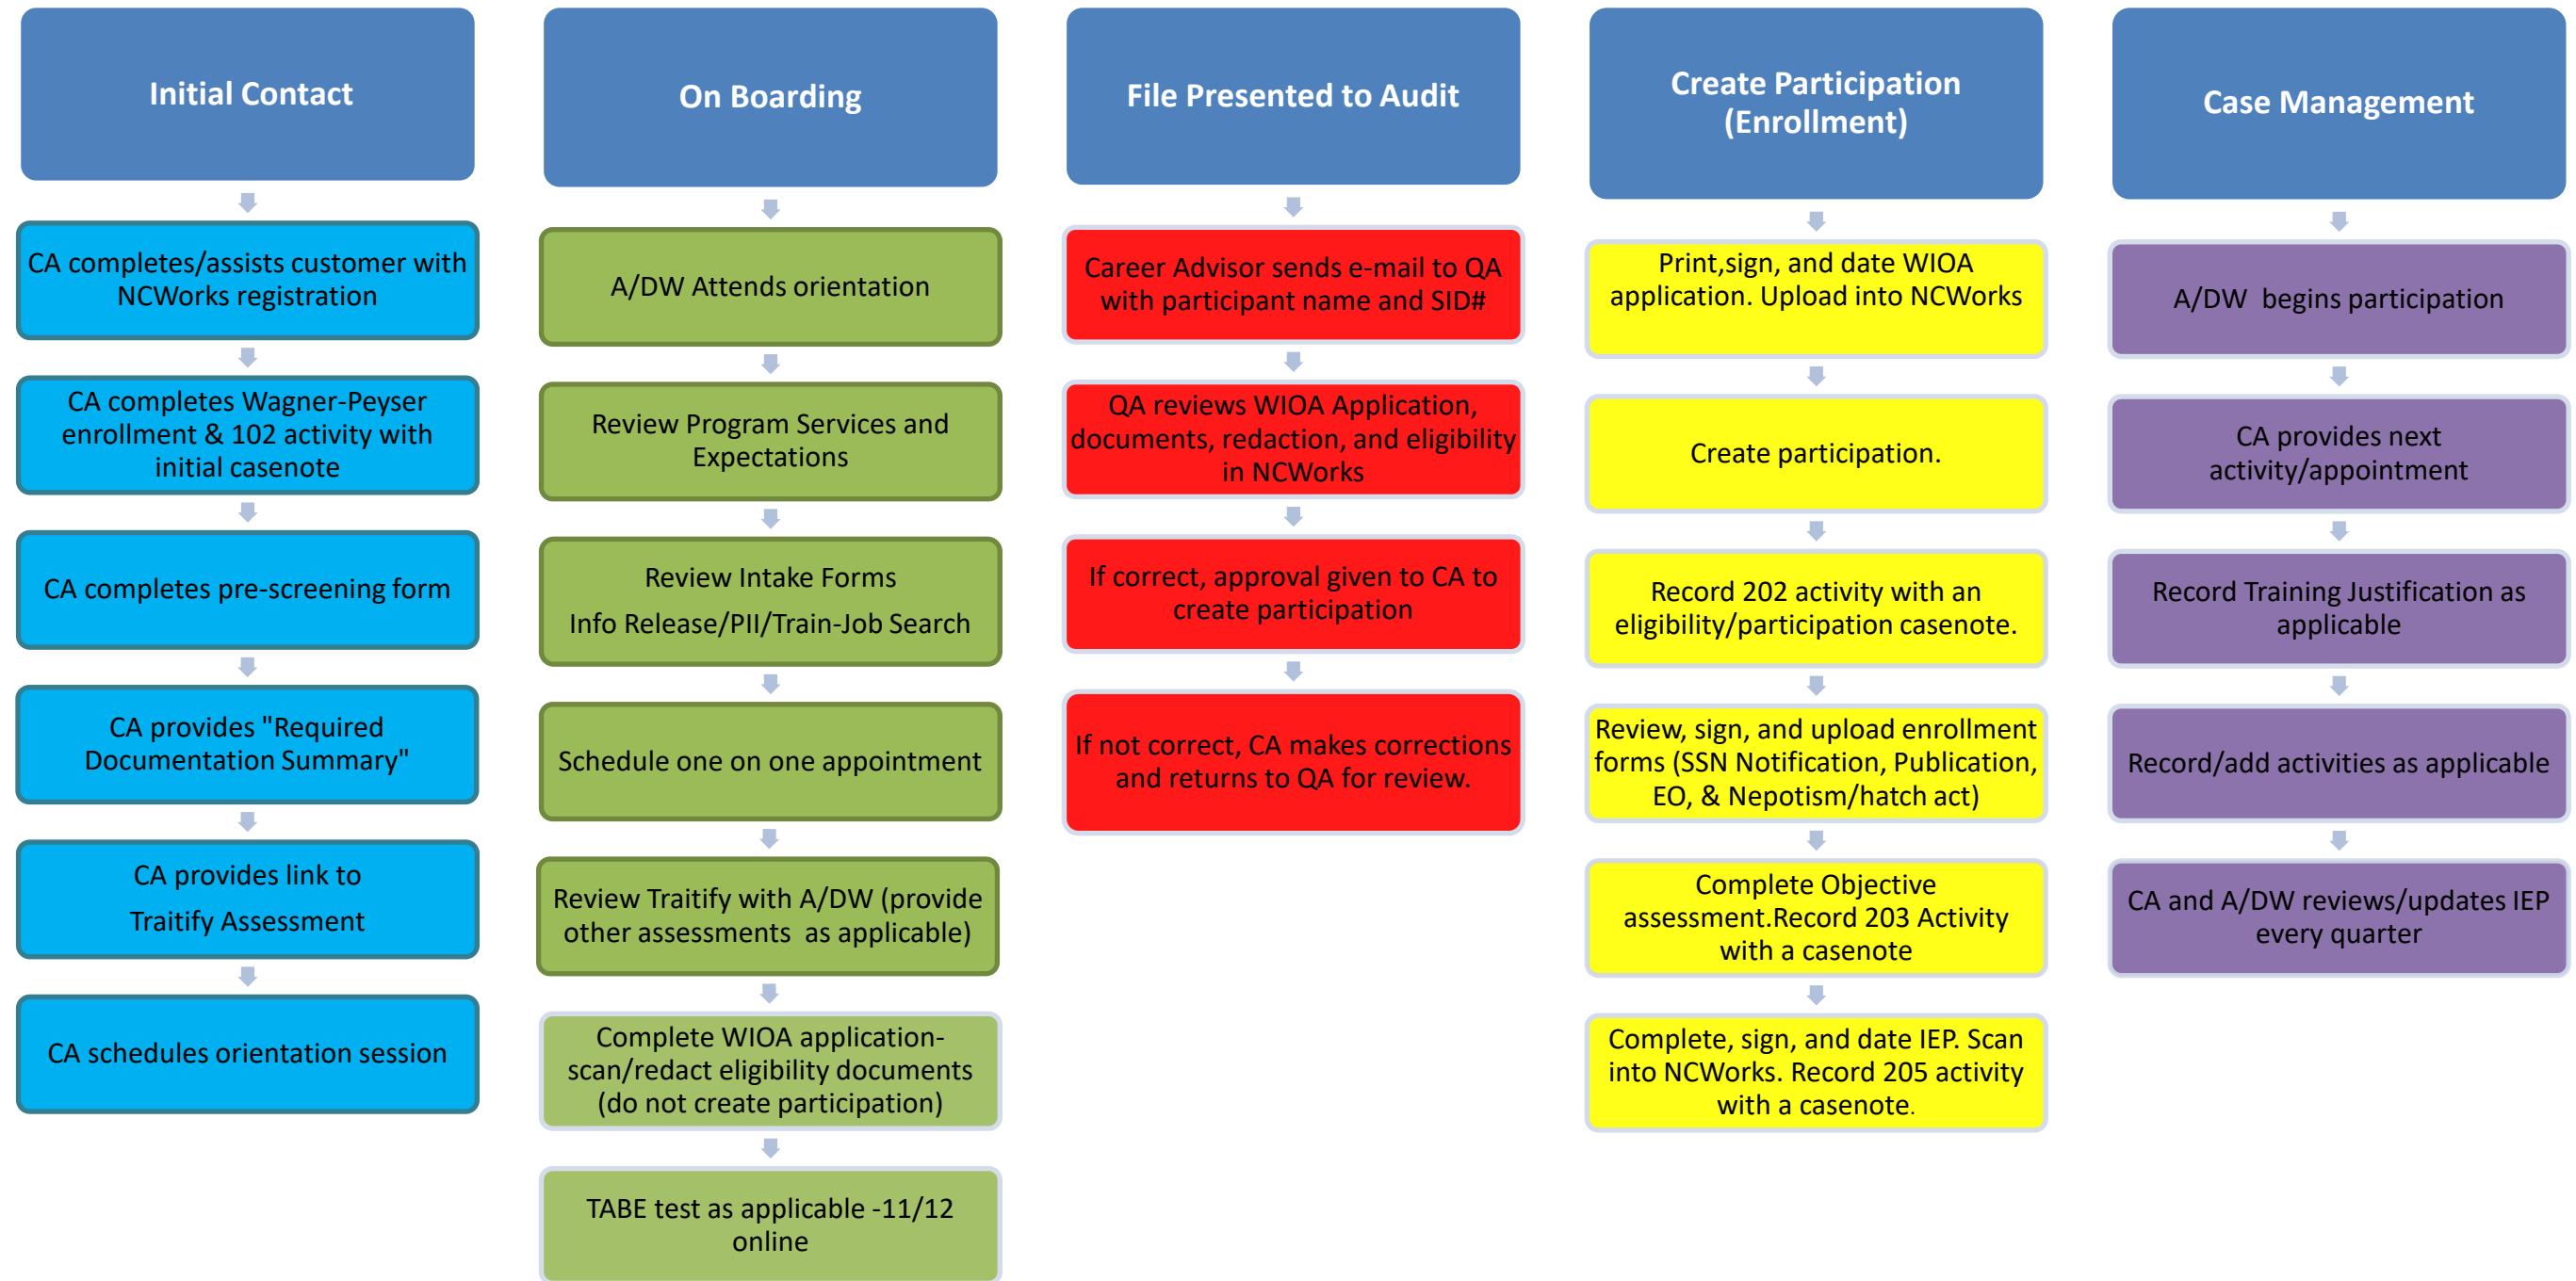 Initial Contact
CA completes/assists customer with
NCWorks registration
CA completes Wagner-Peyser
enrollment & 102 activity with
initial casenote
CA completes pre-screening form
CA provides "Required
Documentation Summary"
CA provides link to
Traitify Assessment
CA schedules orientation session
On Boarding
A/DW Attends orientation
Review Program Services and
Expectations
Review Intake Forms
Info Release/PII/Train-Job Search
Schedule one on one appointment
Review Traitify with A/DW (provide
other assessments as applicable)
Complete WIOA application-
scan/redact eligibility documents
(do not create participation)
TABE test as applicable -11/12
online
File Presented to Audit
Career Advisor sends e-mail to QA
with participant name and SID#
QA reviews WIOA Application,
documents, redaction, and eligibility
in NCWorks
If correct, approval given to CA to
create participation
If not correct, CA makes corrections
and returns to QA for review.
Create Participation
(Enrollment)
Print,sign, and date WIOA
application. Upload into NCWorks
Create participation.
Record 202 activity with an
eligibility/participation casenote.
Review, sign, and upload enrollment
forms (SSN Notification, Publication,
EO, & Nepotism/hatch act)
Complete Objective
assessment.Record 203 Activity
with a casenote
Complete, sign, and date IEP. Scan
into NCWorks. Record 205 activity
with a casenote.
Case Management
A/DW begins participation
CA provides next
activity/appointment
Record Training Justification as
applicable
Record/add activities as applicable
CA and A/DW reviews/updates IEP
every quarter